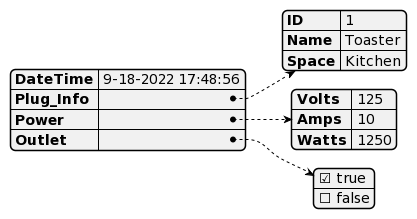 ID 1
Name Toaster
Space Kitchen
DateTime 9-18-2022 17:48:56
Plug_Info
Power
Outlet
Volts 125
Amps 10
Watts 1250
☑ true
☐ false